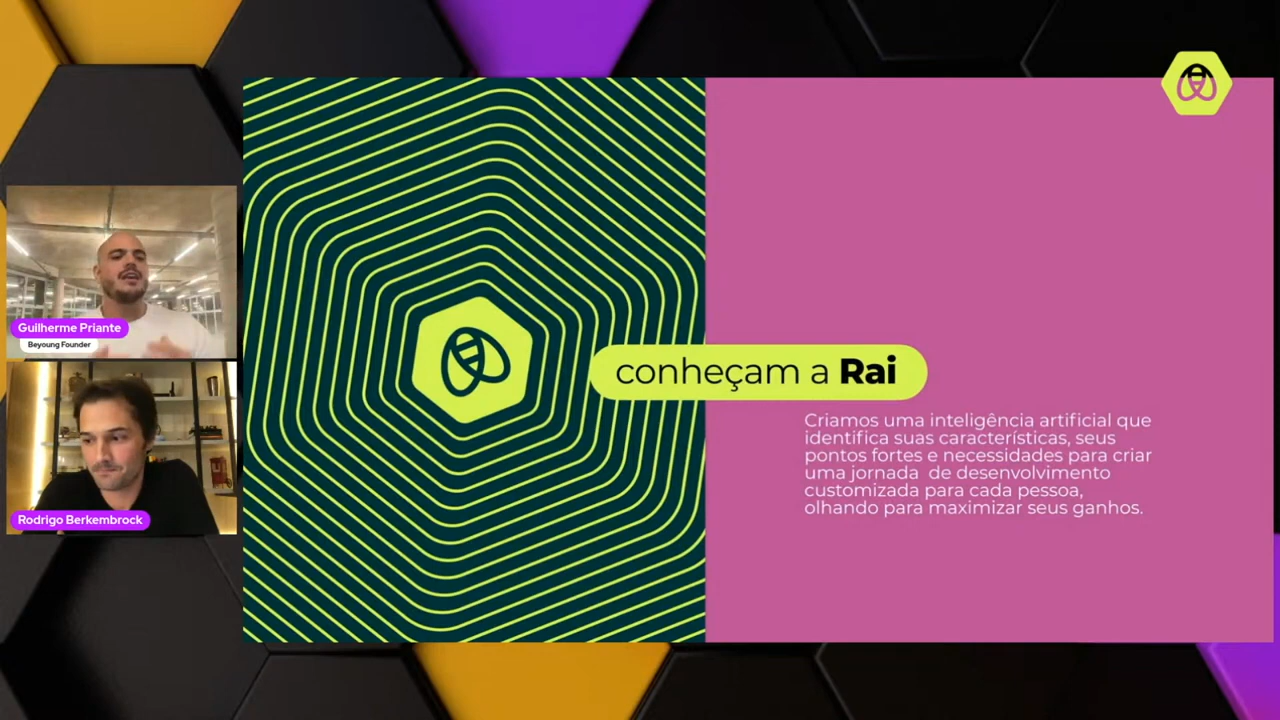 Guilherme Priante
Beyoung Founder
Rodrigo Berkembrock
conheçam a Rai
Criamos uma inteligência artificial que
identifica suas características, seus
pontos fortes e necessidades para criar
uma jornada  de desenvolvimento
customizada para cada pessoa,
olhando para maximizar seus ganhos.